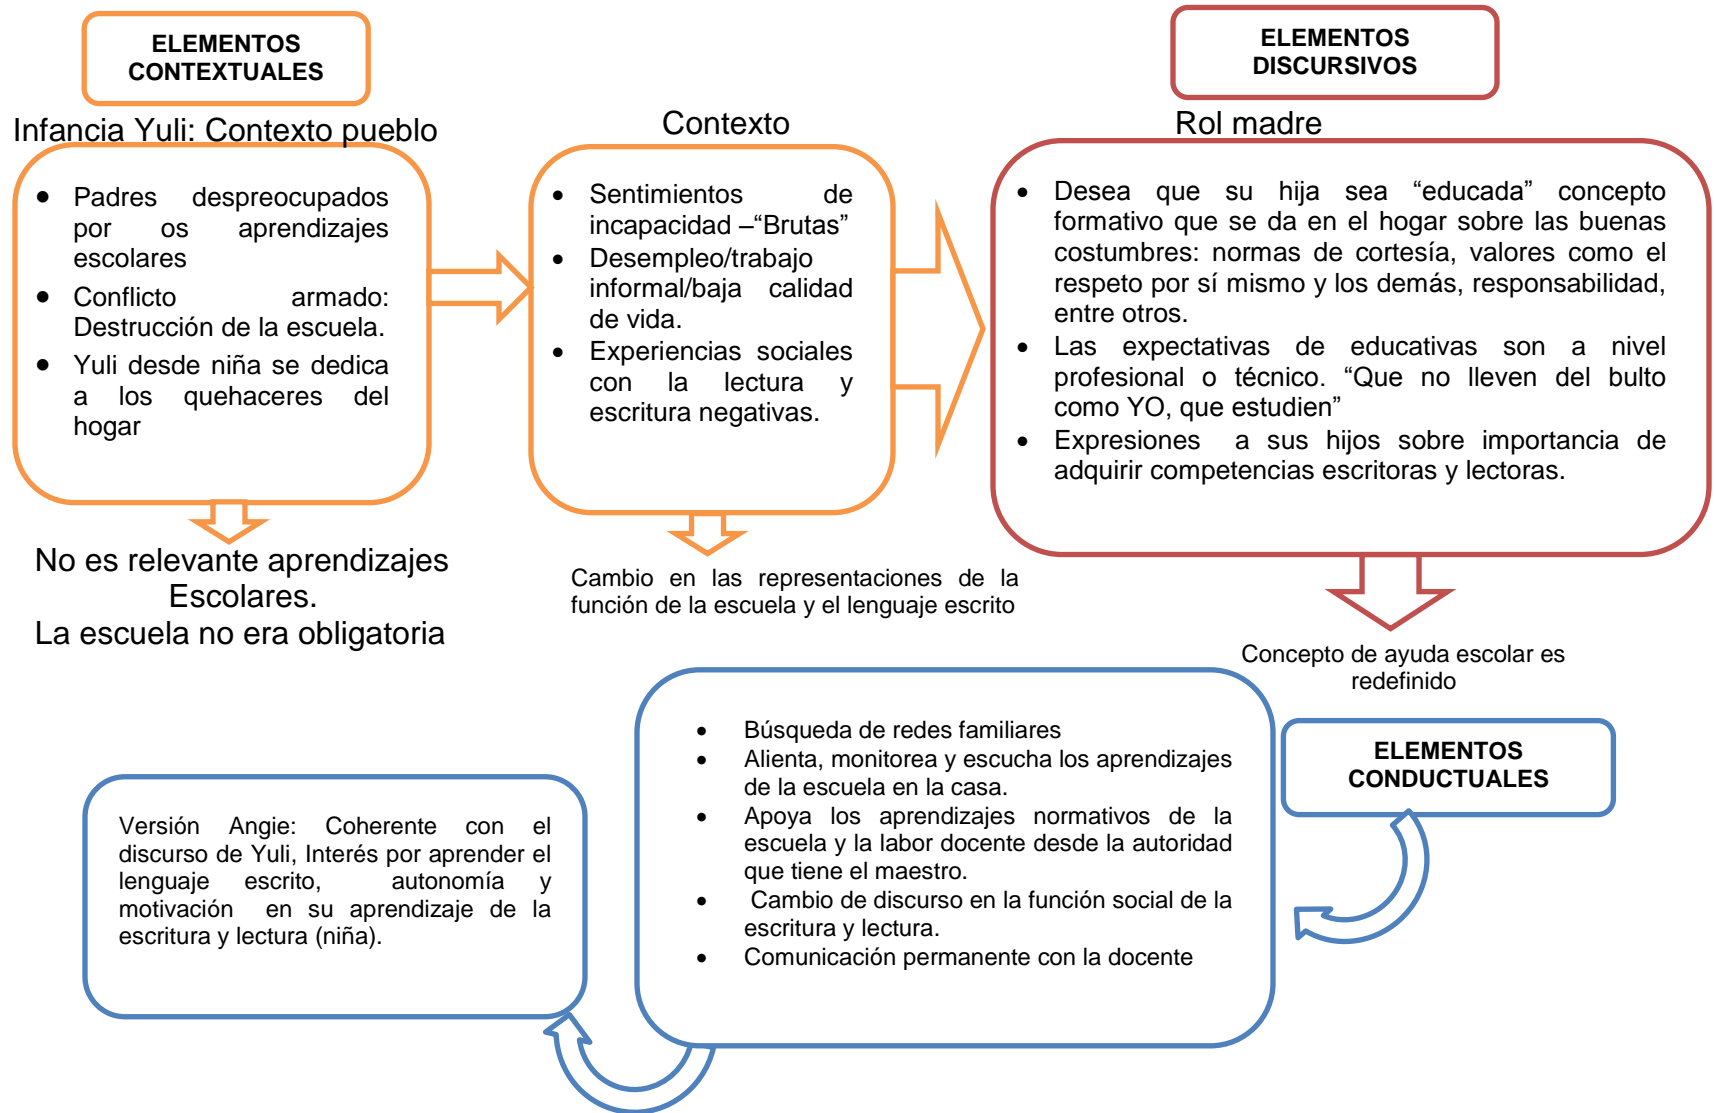 ELEMENTOS
CONTEXTUALES
Infancia Yuli: Contexto pueblo
• Padres despreocupados
por os aprendizajes
escolares
• Conflicto armado:
Destrucción de la escuela.
• Yuli desde niña se dedica
a los quehaceres del
hogar
No es relevante aprendizajes
Escolares.
La escuela no era obligatoria
Contexto
• Sentimientos de
incapacidad –“Brutas”
• Desempleo/trabajo
informal/baja calidad
de vida.
• Experiencias sociales
con la lectura y
escritura negativas.
Cambio en las representaciones de la
función de la escuela y el lenguaje escrito
ELEMENTOS
DISCURSIVOS
Rol madre
• Desea que su hija sea “educada” concepto
formativo que se da en el hogar sobre las buenas
costumbres: normas de cortesía, valores como el
respeto por sí mismo y los demás, responsabilidad,
entre otros.
• Las expectativas de educativas son a nivel
profesional o técnico. “Que no lleven del bulto
como YO, que estudien”
• Expresiones a sus hijos sobre importancia de
adquirir competencias escritoras y lectoras.
Concepto de ayuda escolar es
redefinido
ELEMENTOS
CONDUCTUALES
• Búsqueda de redes familiares
• Alienta, monitorea y escucha los aprendizajes
de la escuela en la casa.
• Apoya los aprendizajes normativos de la
escuela y la labor docente desde la autoridad
que tiene el maestro.
• Cambio de discurso en la función social de la
escritura y lectura.
• Comunicación permanente con la docente
Versión Angie: Coherente con el
discurso de Yuli, Interés por aprender el
lenguaje escrito, autonomía y
motivación en su aprendizaje de la
escritura y lectura (niña).